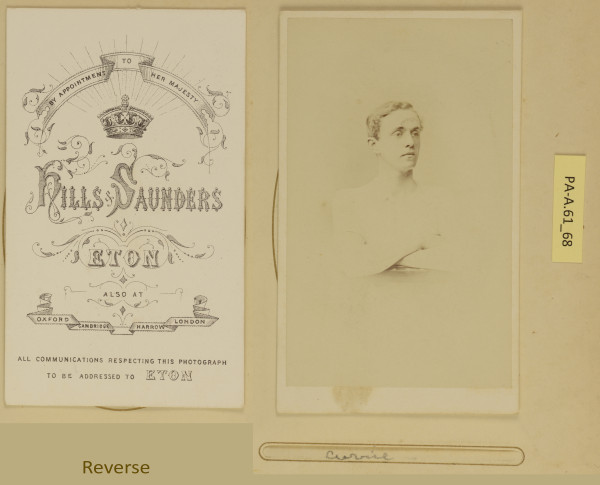 BY APPOINTMENT TO HER MAJESTY
HILLS & SAUNDERS
ETON
ALSO AT
OXFORD CAMBRIDGE HARROW LONDON
ALL COMMUNICATIONS RESPECTING THIS PHOTOGRAPH
TO BE ADDRESSED TO ETON
Reverse
PA-A.61_68